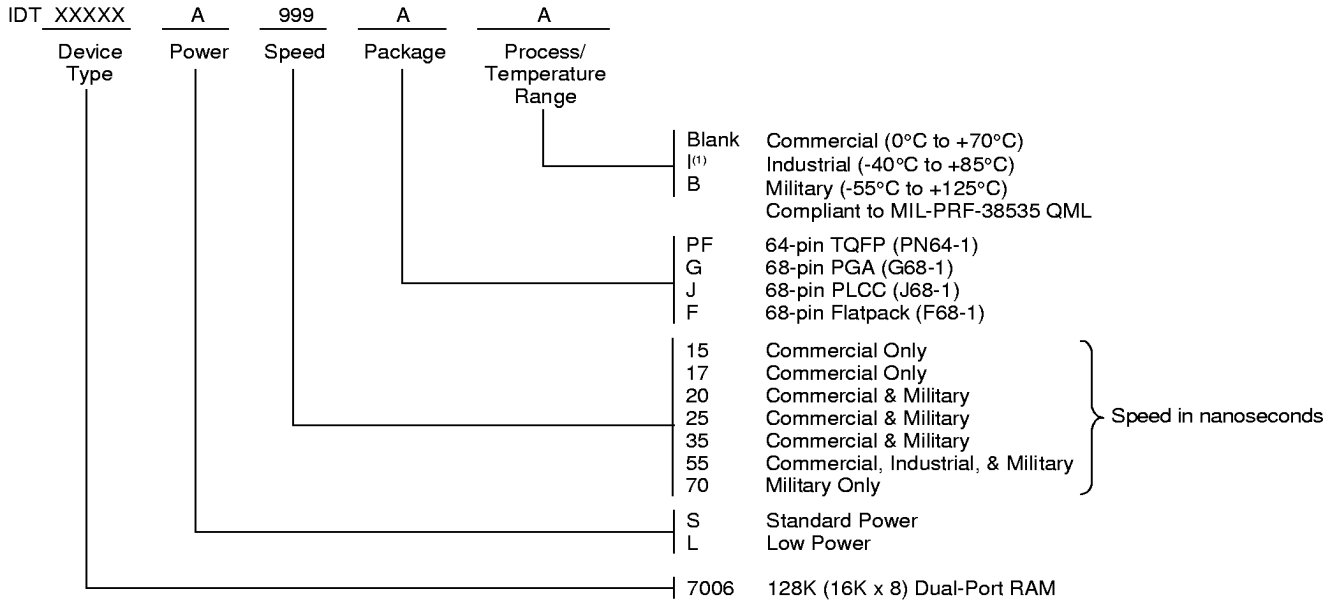 IDT XXXXX A 999 A A
Device Type Power Speed Package Process/ Temperature Range
Blank Commercial (0°C to +70°C)
I(1) Industrial (-40°C to +85°C)
B Military (-55°C to +125°C)
Compliant to MIL-PRF-38535 QML
PF 64-pin TQFP (PN64-1)
G 68-pin PGA (G68-1)
J 68-pin PLCC (J68-1)
F 68-pin Flatpack (F68-1)
15 Commercial Only
17 Commercial Only
20 Commercial & Military
25 Commercial & Military
35 Commercial & Military
55 Commercial, Industrial, & Military
70 Military Only
Speed in nanoseconds
S Standard Power
L Low Power
7006 128K (16K x 8) Dual-Port RAM